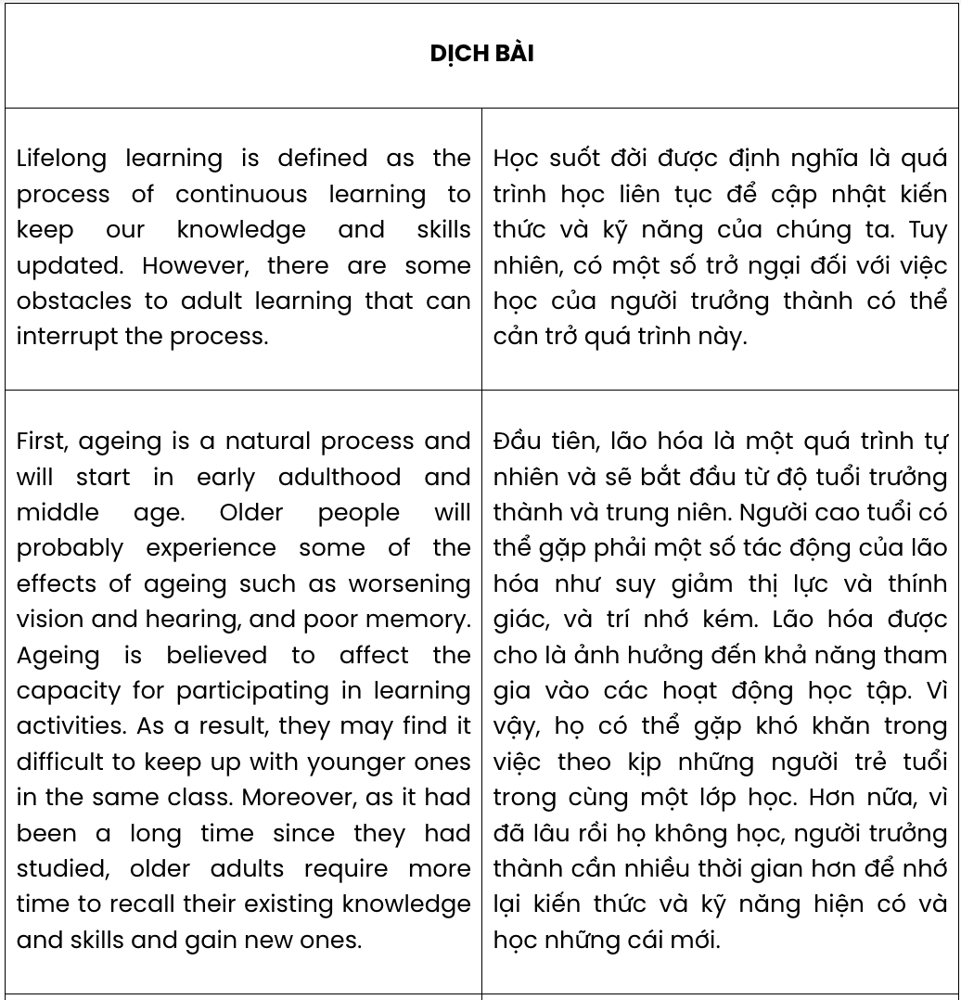 DỊCH BÀI
Lifelong learning is defined as the
process of continuous learning to
keep our knowledge and skills
updated. However, there are some
obstacles to adult learning that can
interrupt the process.
Học suốt đời được định nghĩa là quá
trình học liên tục để cập nhật kiến
thức và kỹ năng của chúng ta. Tuy
nhiên, có một số trở ngại đối với việc
học của người trưởng thành có thể
cản trở quá trình này.
First, ageing is a natural process and
will start in early adulthood and
middle age. Older people will
probably experience some of the
effects of ageing such as worsening
vision and hearing, and poor memory.
Ageing is believed to affect the
capacity for participating in learning
activities. As a result, they may find it
difficult to keep up with younger ones
in the same class. Moreover, as it had
been a long time since they had
studied, older adults require more
time to recall their existing knowledge
and skills and gain new ones.
Đầu tiên, lão hóa là một quá trình tự
nhiên và sẽ bắt đầu từ độ tuổi trưởng
thành và trung niên. Người cao tuổi có
thể gặp phải một số tác động của lão
hóa như suy giảm thị lực và thính
giác, và trí nhớ kém. Lão hóa được
cho là ảnh hưởng đến khả năng tham
gia vào các hoạt động học tập. Vì
vậy, họ có thể gặp khó khăn trong
việc theo kịp những người trẻ tuổi
trong cùng một lớp học. Hơn nữa, vì
đã lâu rồi họ không học, người trưởng
thành cần nhiều thời gian hơn để nhớ
lại kiến thức và kỹ năng hiện có và
học những cái mới.